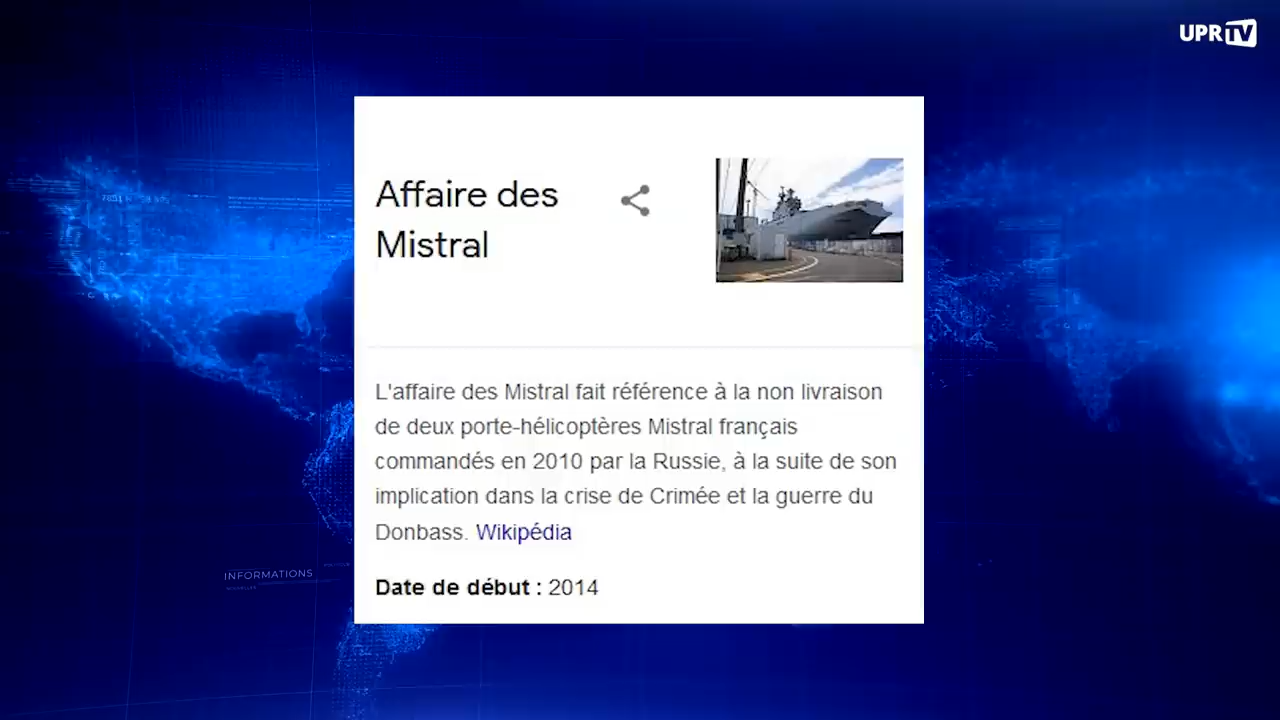 UPRTV
Affaire des
Mistral
L'affaire des Mistral fait référence à la non livraison
de deux porte-hélicoptères Mistral français
commandés en 2010 par la Russie, à la suite de son
implication dans la crise de Crimée et la guerre du
Donbass. Wikipédia
INFORMATIONS
Date de début : 2014